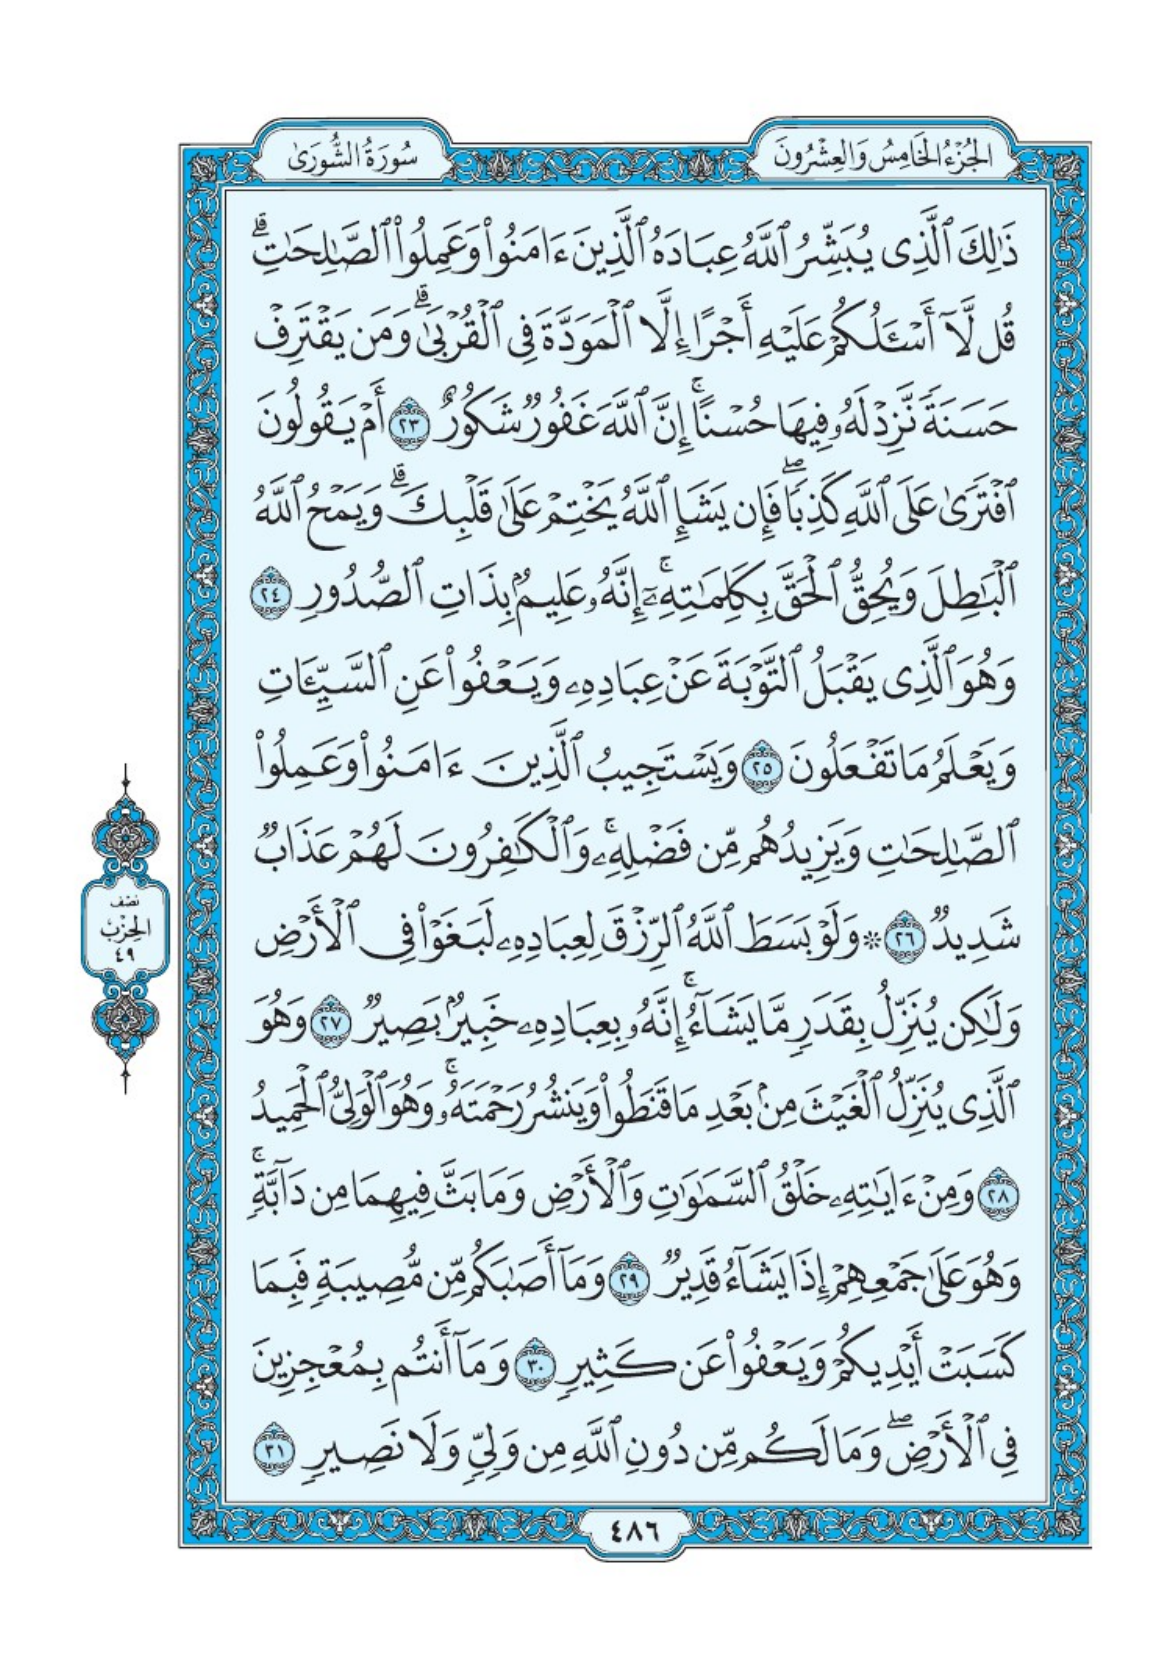 الجُزْءُ الخَامِسُ وَالعِشْرُونَ
سُورَةُ الشُّورَىٰ
ذَٰلِكَ ٱلَّذِى يُبَشِّرُ ٱللَّهُ عِبَادَهُ ٱلَّذِينَ ءَامَنُوا۟ وَعَمِلُوا۟ ٱلصَّٰلِحَٰتِ ۗ
قُل لَّآ أَسْـَٔلُكُمْ عَلَيْهِ أَجْرًا إِلَّا ٱلْمَوَدَّةَ فِى ٱلْقُرْبَىٰ ۗ وَمَن يَقْتَرِفْ
حَسَنَةً نَّزِدْ لَهُۥ فِيهَا حُسْنًا ۚ إِنَّ ٱللَّهَ غَفُورٌ شَكُورٌ ٢٣ أَمْ يَقُولُونَ
ٱفْتَرَىٰ عَلَى ٱللَّهِ كَذِبًا ۖ فَإِن يَشَإِ ٱللَّهُ يَخْتِمْ عَلَىٰ قَلْبِكَ ۗ وَيَمْحُ ٱللَّهُ
ٱلْبَٰطِلَ وَيُحِقُّ ٱلْحَقَّ بِكَلِمَٰتِهِۦٓ ۚ إِنَّهُۥ عَلِيمٌۢ بِذَاتِ ٱلصُّدُورِ ٢٤
وَهُوَ ٱلَّذِى يَقْبَلُ ٱلتَّوْبَةَ عَنْ عِبَادِهِۦ وَيَعْفُوا۟ عَنِ ٱلسَّيِّـَٔاتِ
وَيَعْلَمُ مَا تَفْعَلُونَ ٢٥ وَيَسْتَجِيبُ ٱلَّذِينَ ءَامَنُوا۟ وَعَمِلُوا۟
ٱلصَّٰلِحَٰتِ وَيَزِيدُهُم مِّن فَضْلِهِۦ ۚ وَٱلْكَٰفِرُونَ لَهُمْ عَذَابٌ
شَدِيدٌ ٢٦ ۞ وَلَوْ بَسَطَ ٱللَّهُ ٱلرِّزْقَ لِعِبَادِهِۦ لَبَغَوْا۟ فِى ٱلْأَرْضِ
وَلَٰكِن يُنَزِّلُ بِقَدَرٍ مَّا يَشَآءُ ۚ إِنَّهُۥ بِعِبَادِهِۦ خَبِيرٌۢ بَصِيرٌ ٢٧ وَهُوَ
ٱلَّذِى يُنَزِّلُ ٱلْغَيْثَ مِنۢ بَعْدِ مَا قَنَطُوا۟ وَيَنشُرُ رَحْمَتَهُۥ ۚ وَهُوَ ٱلْوَلِىُّ ٱلْحَمِيدُ
٢٨ وَمِنْ ءَايَٰتِهِۦ خَلْقُ ٱلسَّمَٰوَٰتِ وَٱلْأَرْضِ وَمَا بَثَّ فِيهِمَا مِن دَآبَّةٍ ۚ
وَهُوَ عَلَىٰ جَمْعِهِمْ إِذَا يَشَآءُ قَدِيرٌ ٢٩ وَمَآ أَصَٰبَكُم مِّن مُّصِيبَةٍ فَبِمَا
كَسَبَتْ أَيْدِيكُمْ وَيَعْفُوا۟ عَن كَثِيرٍ ٣٠ وَمَآ أَنتُم بِمُعْجِزِينَ
فِى ٱلْأَرْضِ ۖ وَمَا لَكُم مِّن دُونِ ٱللَّهِ مِن وَلِىٍّ وَلَا نَصِيرٍ ٣١
نصْف
الحِزْب
٤٩
٤٨٦